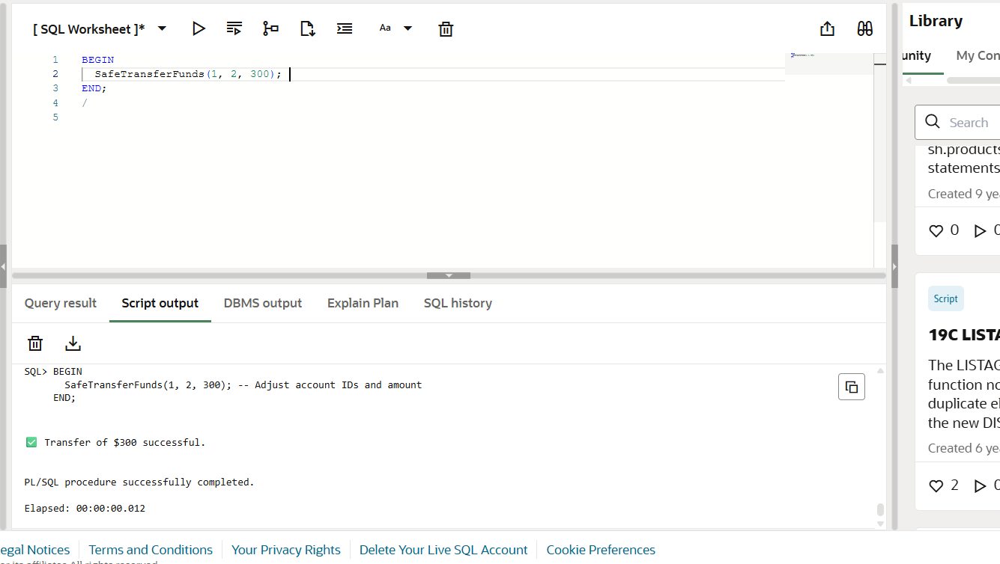 [ SQL Worksheet ]*
Aa
1 BEGIN
2 SafeTransferFunds(1, 2, 300);
3 END;
4 /
5
Query result
Script output
DBMS output
Explain Plan
SQL history
SQL> BEGIN
SafeTransferFunds(1, 2, 300); -- Adjust account IDs and amount
END;
✅ Transfer of $300 successful.
PL/SQL procedure successfully completed.
Elapsed: 00:00:00.012
Library
unity
My Con
Search
sh.products
statements
Created 9 yea
0
0
Script
19C LISTA
The LISTAG
function no
duplicate el
the new DIS
Created 6 yea
2
0
egal Notices
Terms and Conditions
Your Privacy Rights
Delete Your Live SQL Account
Cookie Preferences